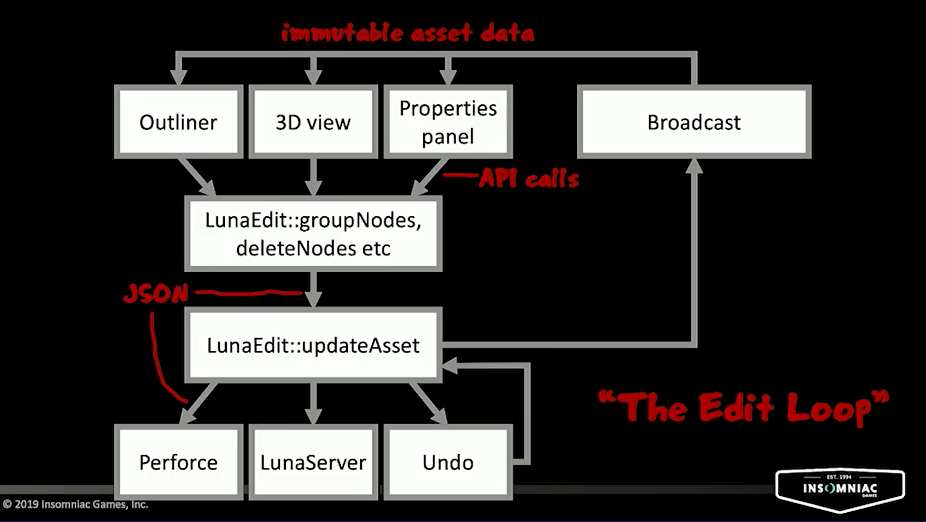 immutable asset data
Outliner
3D view
Properties
panel
Broadcast
API calls
LunaEdit::groupNodes,
deleteNodes etc
JSON
LunaEdit::updateAsset
"The Edit Loop"
Perforce
LunaServer
Undo
EST. 1994
INSOMNIAC
GAMES
© 2019 Insomniac Games, Inc.